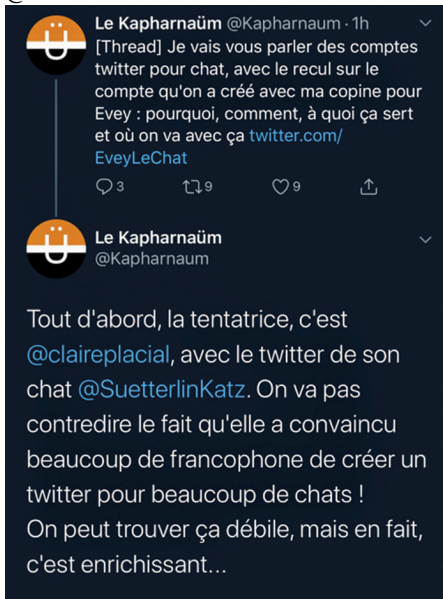 Le Kapharnaüm @Kapharnaum · 1h
[Thread] Je vais vous parler des comptes
twitter pour chat, avec le recul sur le
compte qu'on a créé avec ma copine pour
Evey : pourquoi, comment, à quoi ça sert
et où on va avec ça twitter.com/
EveyLeChat
3 9 9
Le Kapharnaüm
@Kapharnaum
Tout d'abord, la tentatrice, c'est
@claireplacial, avec le twitter de son
chat @SuetterlinKatz. On va pas
contredire le fait qu'elle a convaincu
beaucoup de francophone de créer un
twitter pour beaucoup de chats !
On peut trouver ça débile, mais en fait,
c'est enrichissant...